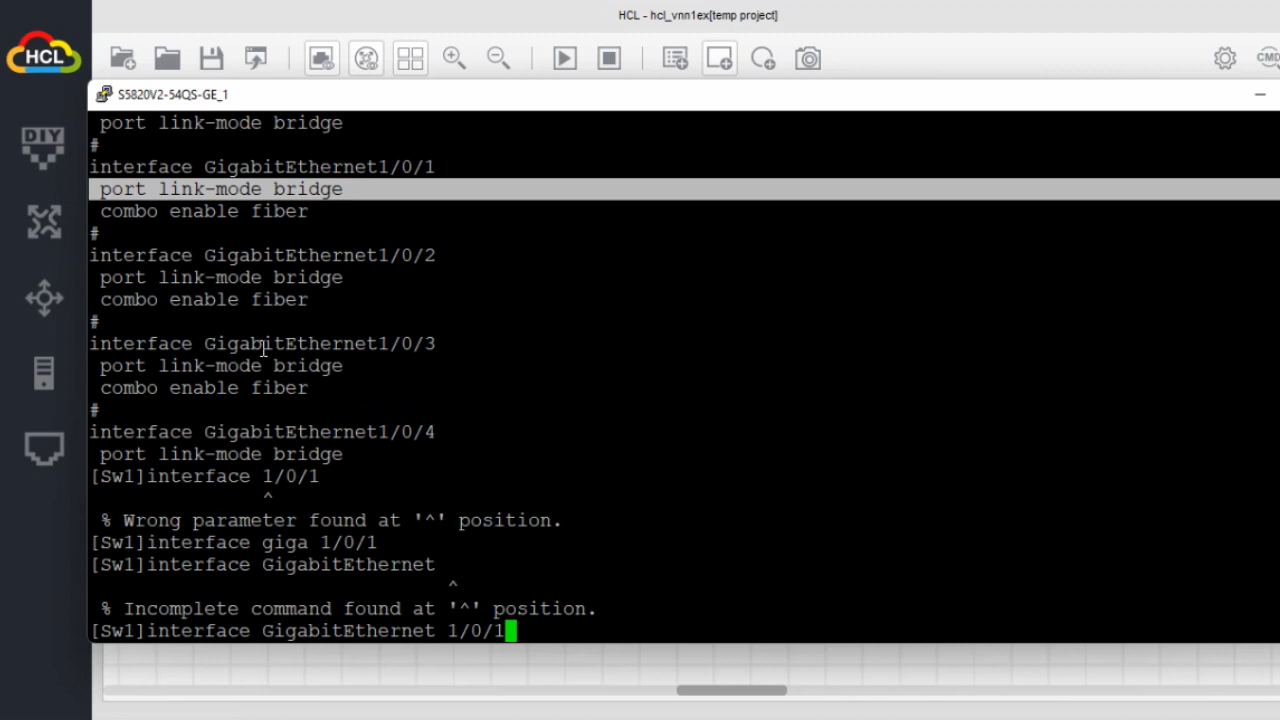 HCL - hcl_vnn1ex[temp project]
HCL
CMD
S5820V2-54QS-GE_1
DIY
port link-mode bridge
#
interface GigabitEthernet1/0/1
port link-mode bridge
combo enable fiber
#
interface GigabitEthernet1/0/2
port link-mode bridge
combo enable fiber
#
interface GigabitEthernet1/0/3
port link-mode bridge
combo enable fiber
#
interface GigabitEthernet1/0/4
port link-mode bridge
[Sw1]interface 1/0/1
^
% Wrong parameter found at '^' position.
[Sw1]interface giga 1/0/1
[Sw1]interface GigabitEthernet
^
% Incomplete command found at '^' position.
[Sw1]interface GigabitEthernet 1/0/1